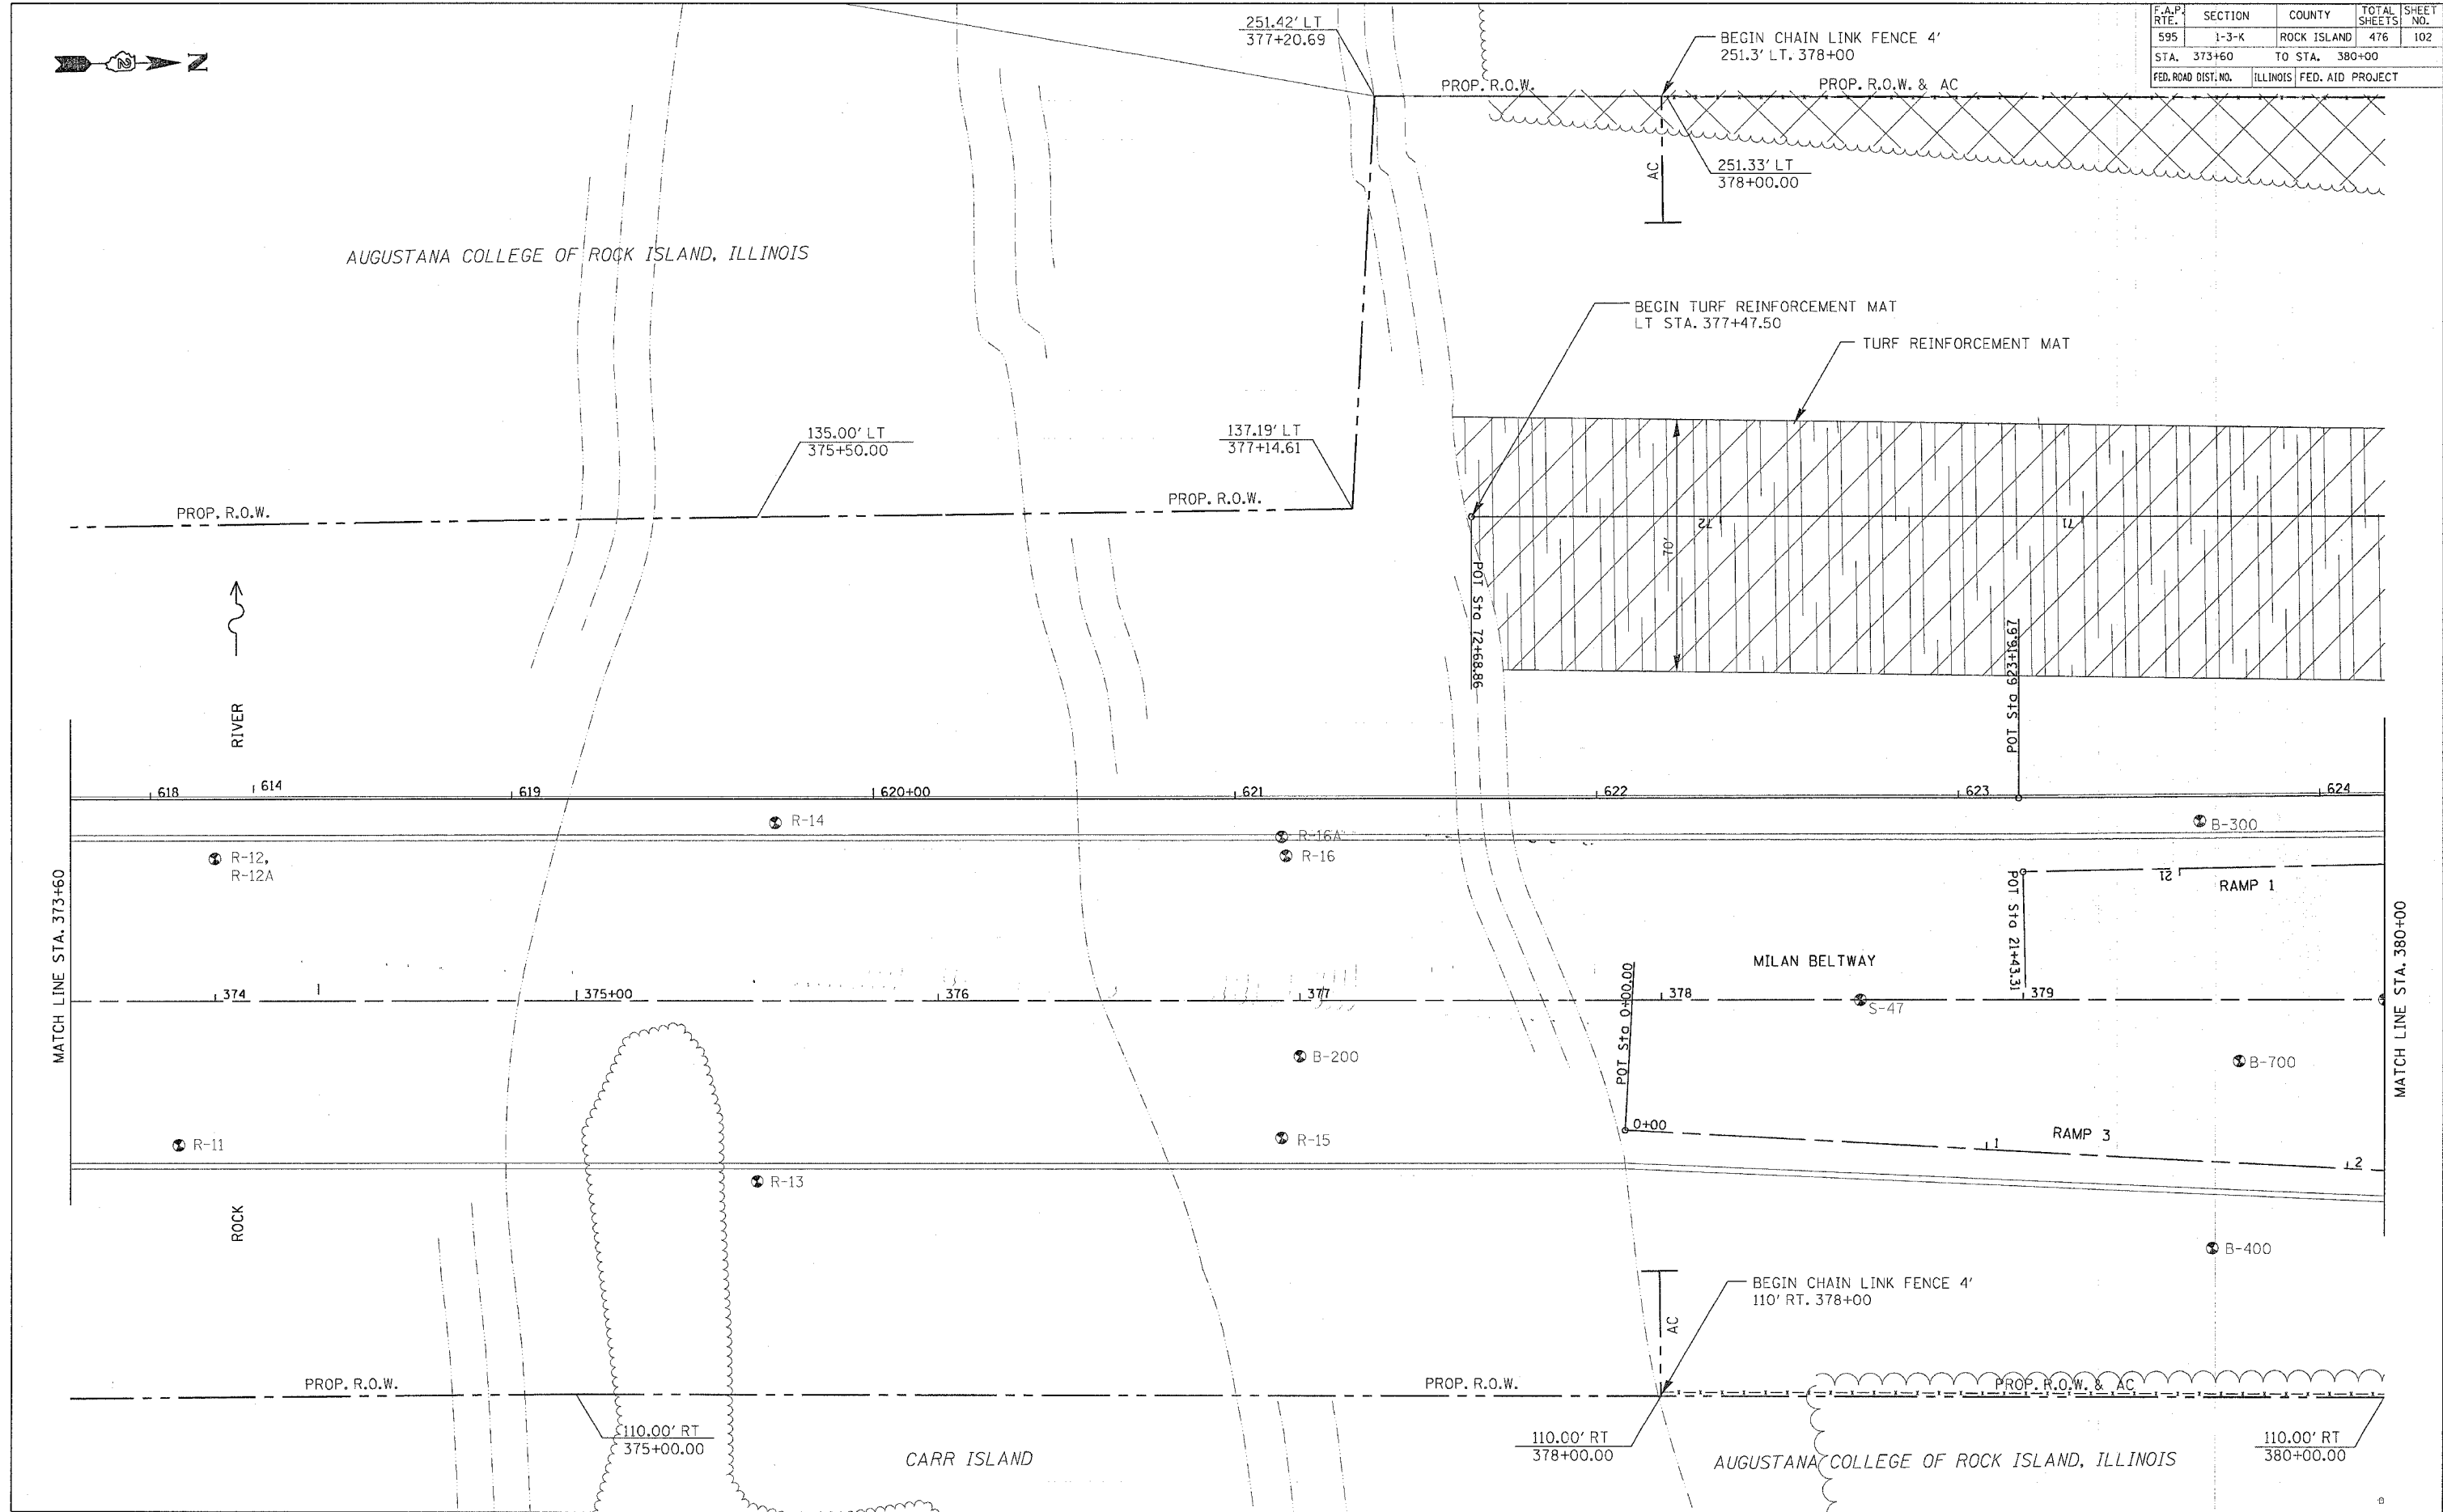 F.A.P. RTE. SECTION COUNTY TOTAL SHEETS SHEET NO.
595 1-3-K ROCK ISLAND 476 102
STA. 373+60 TO STA. 380+00
FED. ROAD DIST. NO. ILLINOIS FED. AID PROJECT
N
251.42' LT
377+20.69
BEGIN CHAIN LINK FENCE 4'
251.3' LT. 378+00
PROP. R.O.W.
PROP. R.O.W. & AC
AC
251.33' LT
378+00.00
AUGUSTANA COLLEGE OF ROCK ISLAND, ILLINOIS
BEGIN TURF REINFORCEMENT MAT
LT STA. 377+47.50
TURF REINFORCEMENT MAT
135.00' LT
375+50.00
137.19' LT
377+14.61
PROP. R.O.W.
PROP. R.O.W.
72
71
70'
POT Sta 72+68.86
POT Sta 623+16.67
RIVER
618
614
619
620+00
621
622
623
624
R-14
R-16A
R-16
B-300
R-12,
R-12A
21
RAMP 1
POT Sta 21+43.31
MATCH LINE STA. 373+60
MATCH LINE STA. 380+00
MILAN BELTWAY
374
375+00
376
377
378
379
S-47
POT Sta 0+00.00
B-200
B-700
R-11
R-15
0+00
1
RAMP 3
2
R-13
ROCK
B-400
BEGIN CHAIN LINK FENCE 4'
110' RT. 378+00
AC
PROP. R.O.W.
PROP. R.O.W.
PROP. R.O.W. & AC
110.00' RT
375+00.00
CARR ISLAND
110.00' RT
378+00.00
AUGUSTANA COLLEGE OF ROCK ISLAND, ILLINOIS
110.00' RT
380+00.00